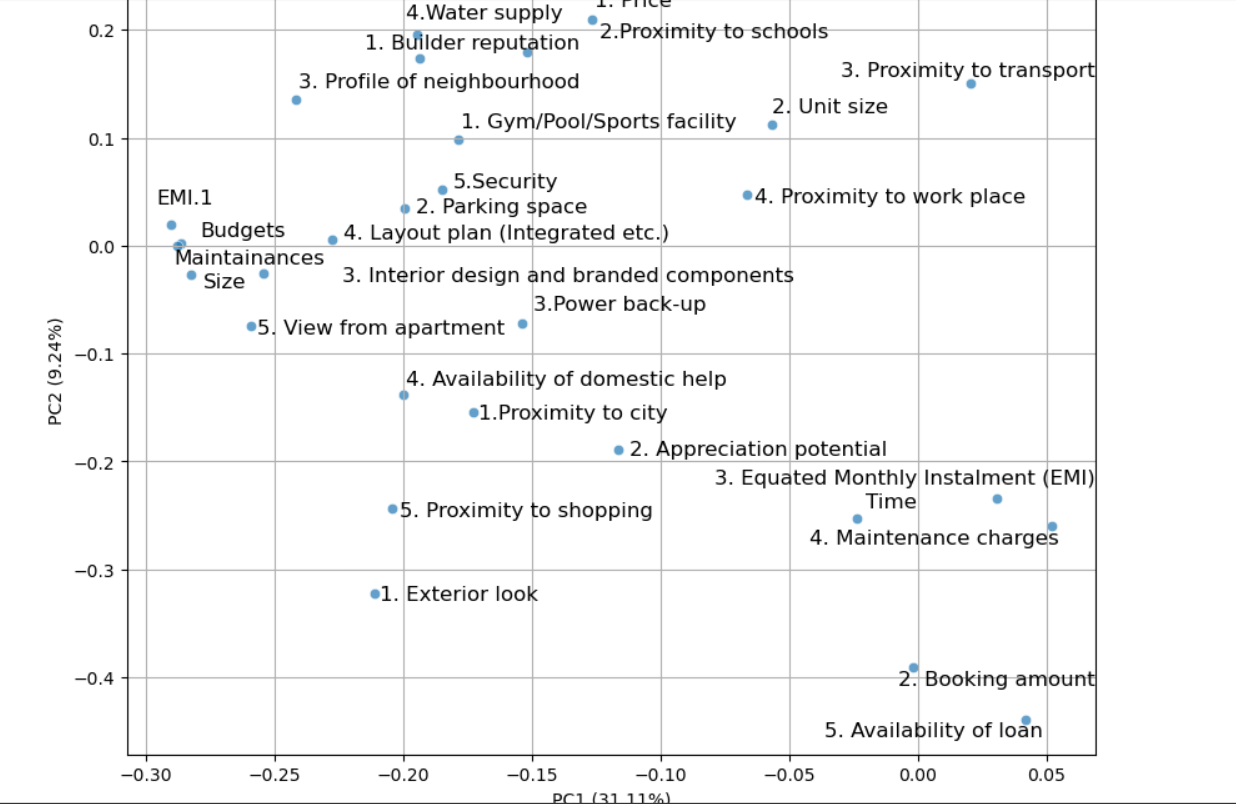 1. Price
4.Water supply
0.2
2.Proximity to schools
1. Builder reputation
3. Proximity to transport
3. Profile of neighbourhood
2. Unit size
1. Gym/Pool/Sports facility
0.1
5.Security
4. Proximity to work place
EMI.1
2. Parking space
Budgets
4. Layout plan (Integrated etc.)
0.0
Maintainances
3. Interior design and branded components
Size
3.Power back-up
5. View from apartment
−0.1
PC2 (9.24%)
4. Availability of domestic help
1.Proximity to city
2. Appreciation potential
−0.2
3. Equated Monthly Instalment (EMI)
Time
5. Proximity to shopping
4. Maintenance charges
−0.3
1. Exterior look
−0.4
2. Booking amount
5. Availability of loan
−0.30 −0.25 −0.20 −0.15 −0.10 −0.05 0.00 0.05
PC1 (31.11%)